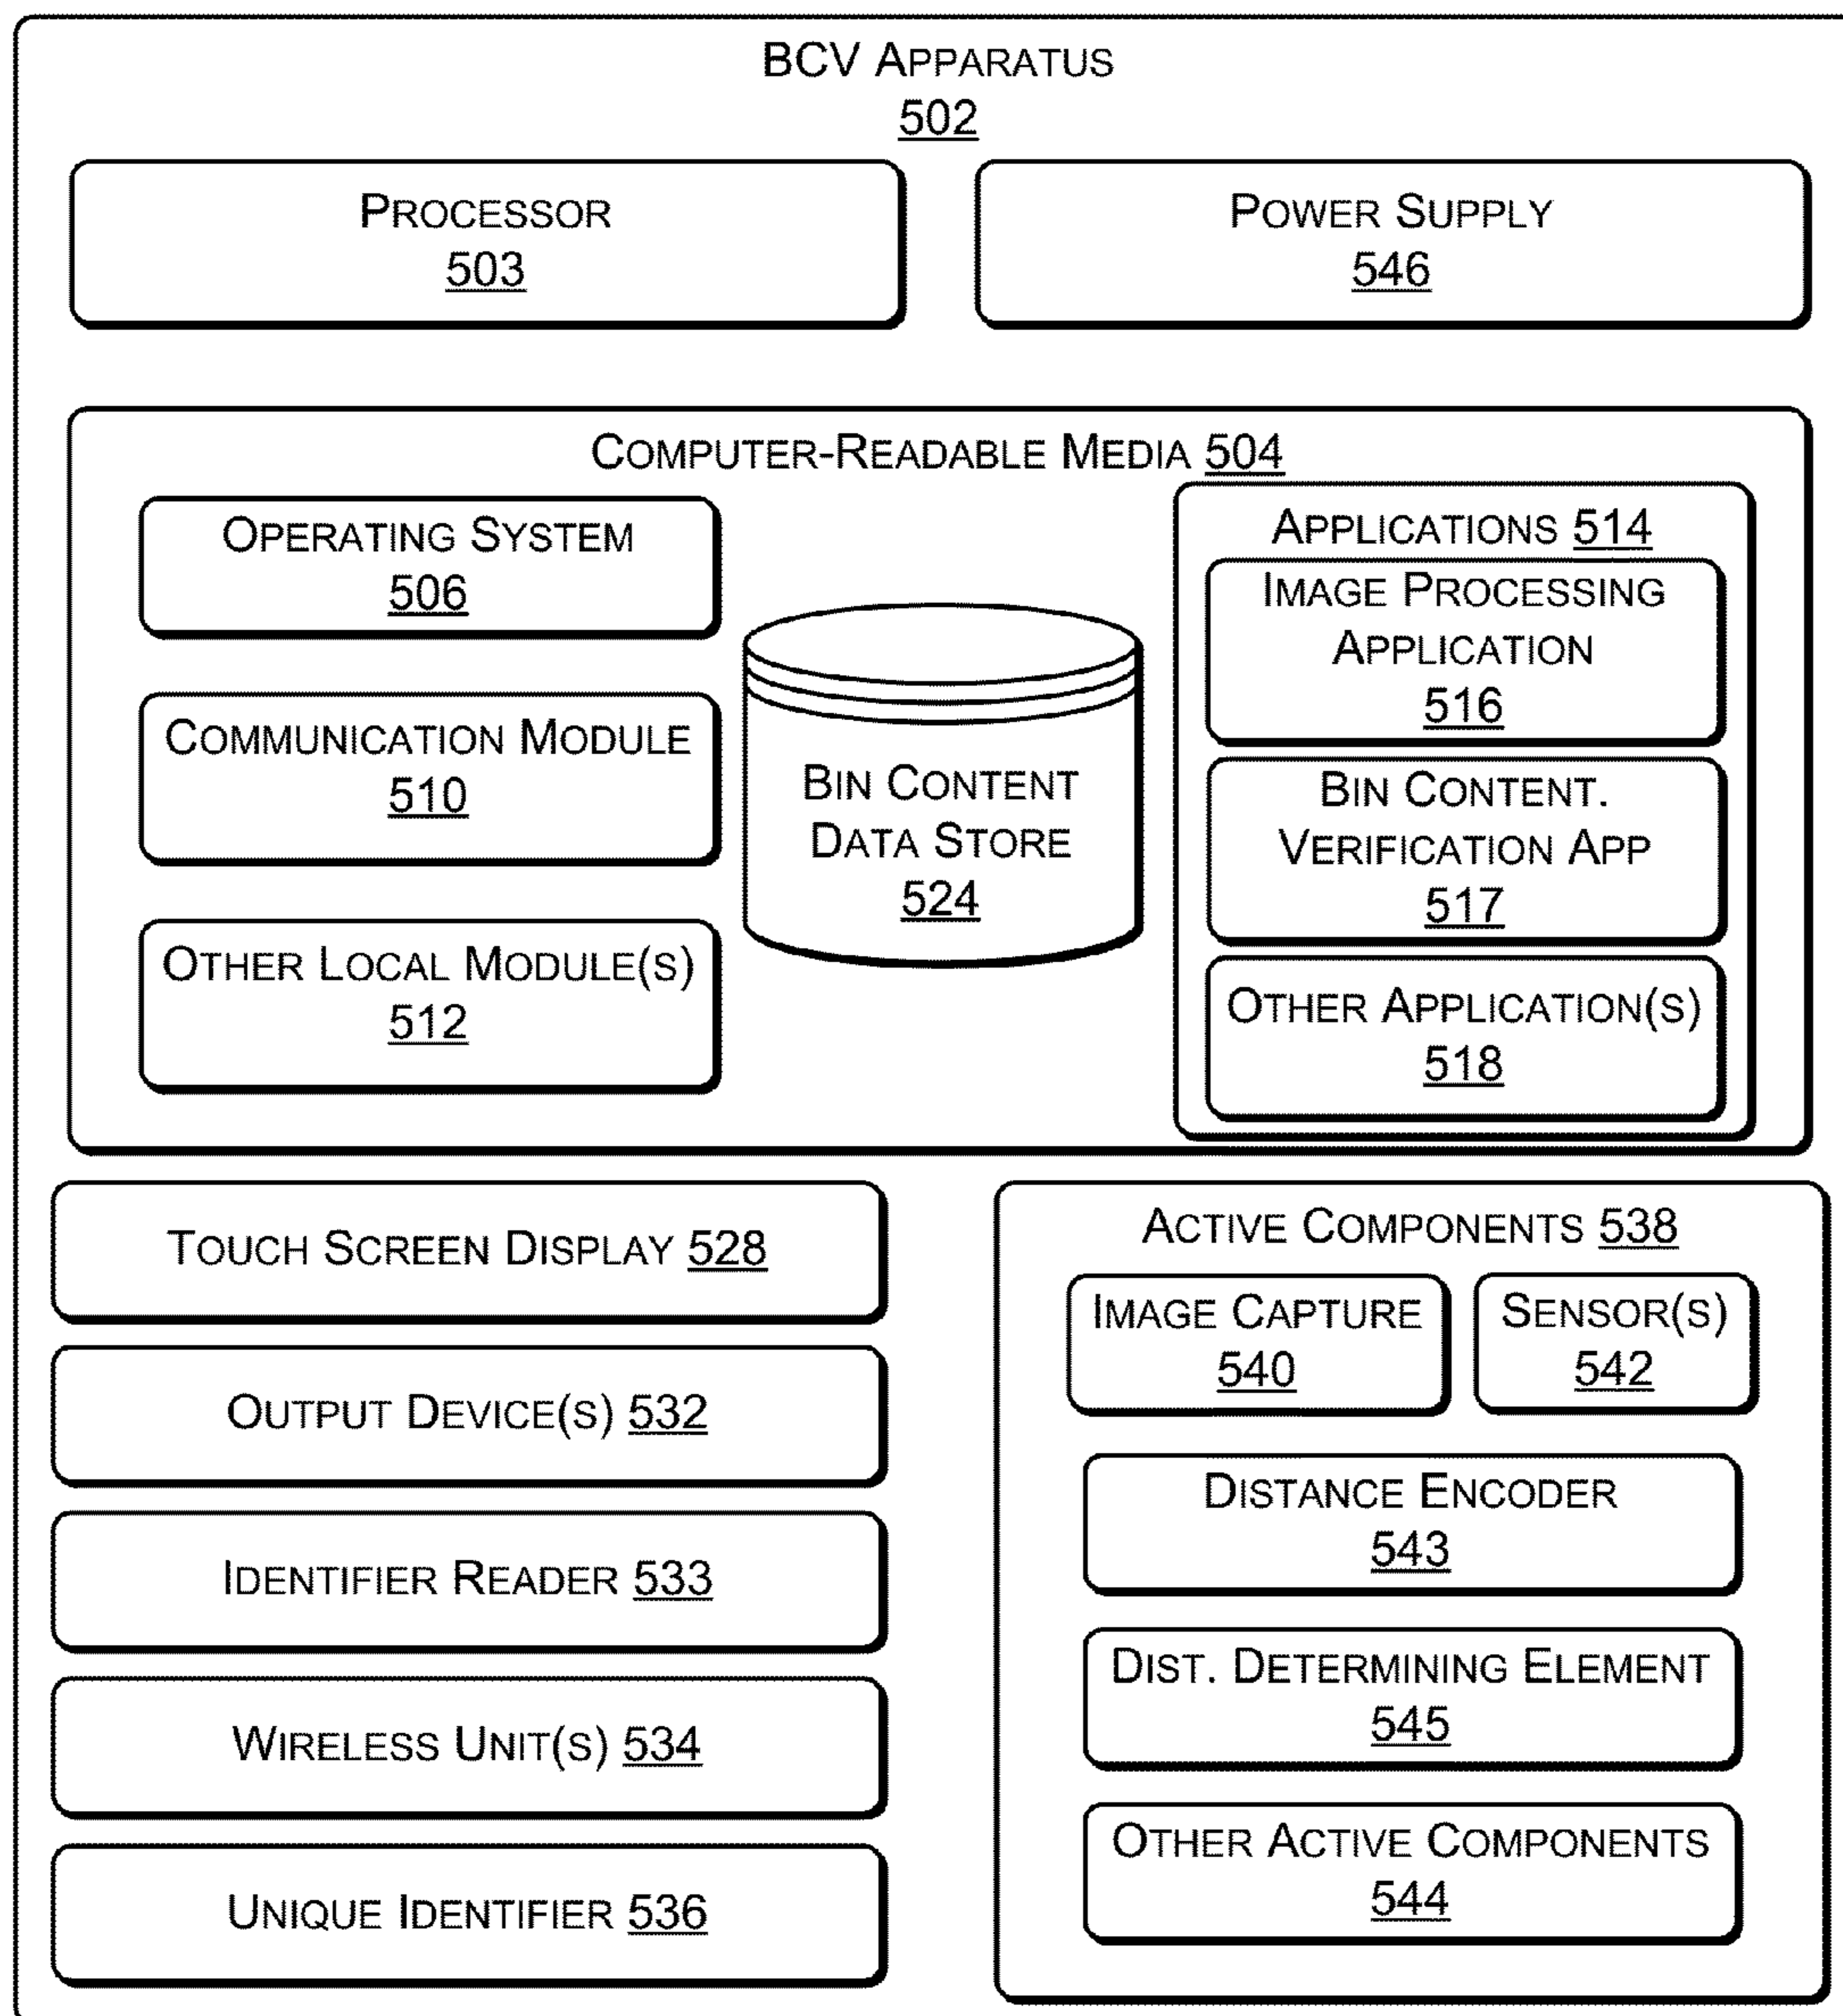 BCV APPARATUS
502
PROCESSOR
503
POWER SUPPLY
546
COMPUTER-READABLE MEDIA 504
OPERATING SYSTEM
506
COMMUNICATION MODULE
510
OTHER LOCAL MODULE(S)
512
BIN CONTENT
DATA STORE
524
APPLICATIONS 514
IMAGE PROCESSING
APPLICATION
516
BIN CONTENT.
VERIFICATION APP
517
OTHER APPLICATION(S)
518
TOUCH SCREEN DISPLAY 528
OUTPUT DEVICE(S) 532
IDENTIFIER READER 533
WIRELESS UNIT(S) 534
UNIQUE IDENTIFIER 536
ACTIVE COMPONENTS 538
IMAGE CAPTURE
540
SENSOR(S)
542
DISTANCE ENCODER
543
DIST. DETERMINING ELEMENT
545
OTHER ACTIVE COMPONENTS
544